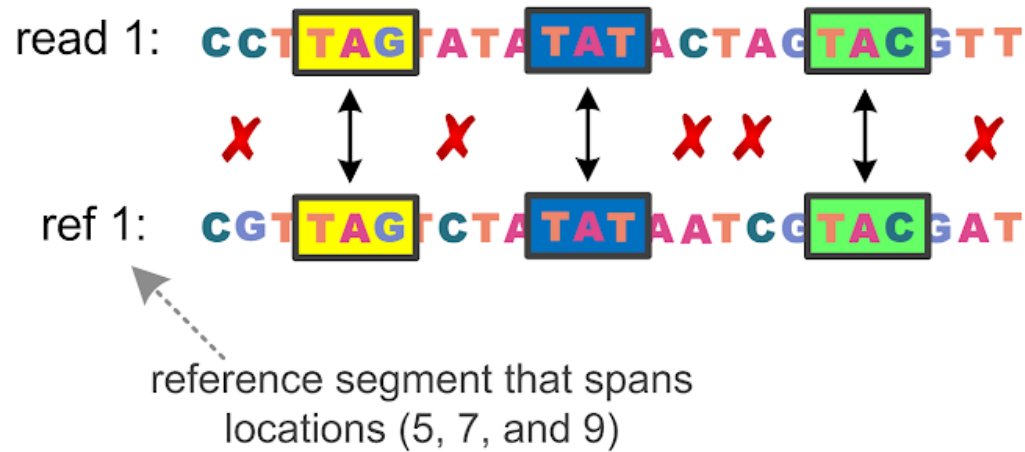 read 1: CCTTAGTATATATACTAGTACGTT
ref 1: CGTTAGTCTATATAATCGTACGAT
reference segment that spans
locations (5, 7, and 9)